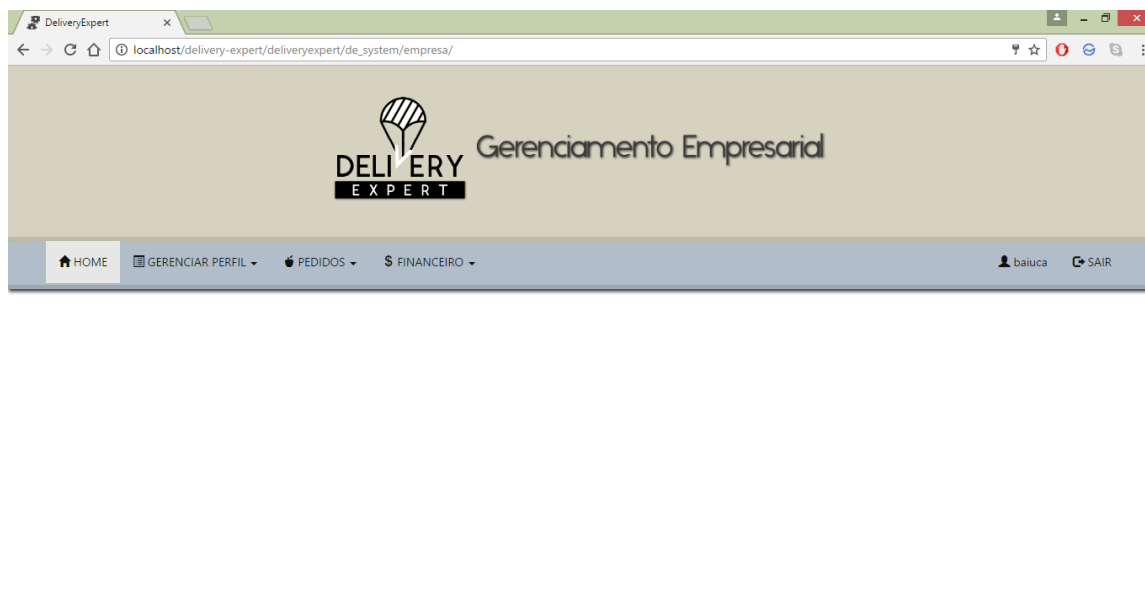 DeliveryExpert
localhost/delivery-expert/deliveryexpert/de_system/empresa/
DELIVERY
EXPERT
Gerenciamento Empresarial
HOME GERENCIAR PERFIL PEDIDOS $ FINANCEIRO baiuca SAIR